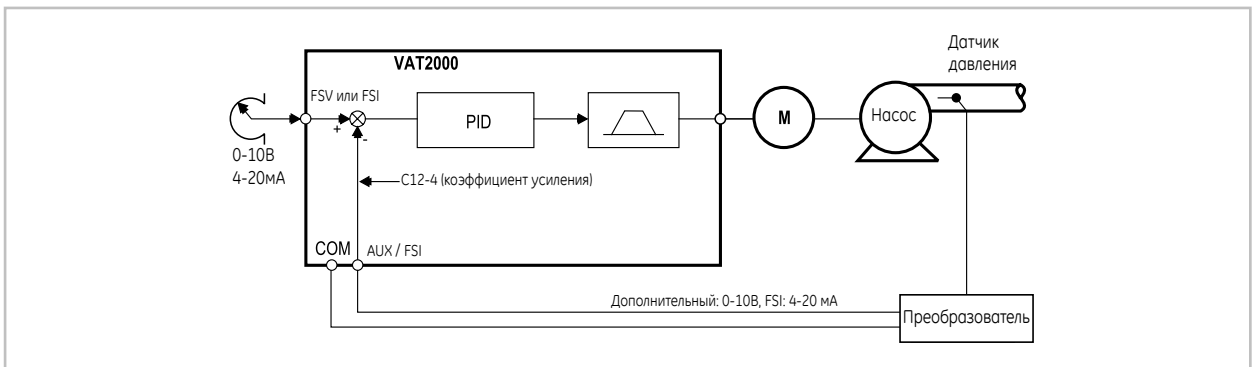 Датчик
давления
VAT2000
FSV или FSI
+
-
PID
M
Насос
0-10В
4-20мА
C12-4 (коэффициент усиления)
COM
AUX / FSI
Дополнительный: 0-10В, FSI: 4-20 мА
Преобразователь